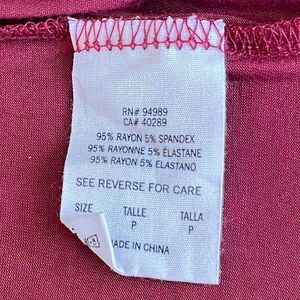 RN# 94989
CA# 40289
95% RAYON 5% SPANDEX
95% RAYONNE 5% ÉLASTANE
95% RAYON 5% ELASTANO
SEE REVERSE FOR CARE
SIZE TALLE TALLA
P P
MADE IN CHINA